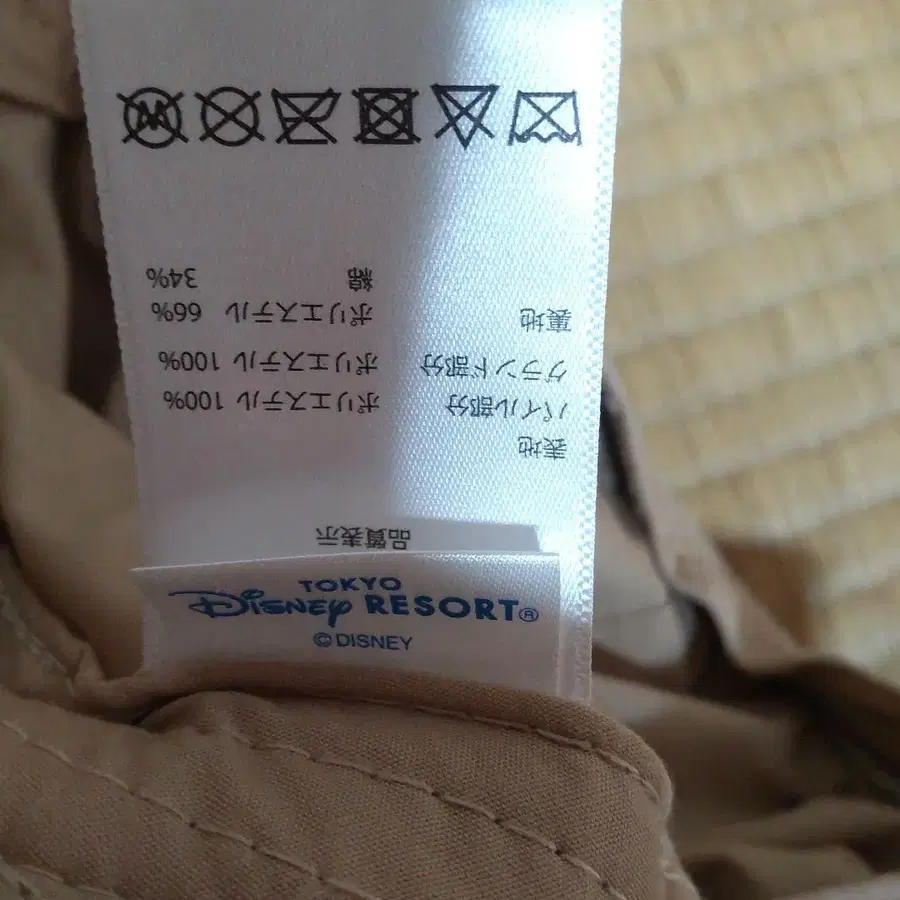 品質表示
表地
パイル部分 ポリエステル 100%
グランド部分 ポリエステル 100%
裏地 ポリエステル 66%
綿 34%
TOKYO
Disney RESORT®
©DISNEY